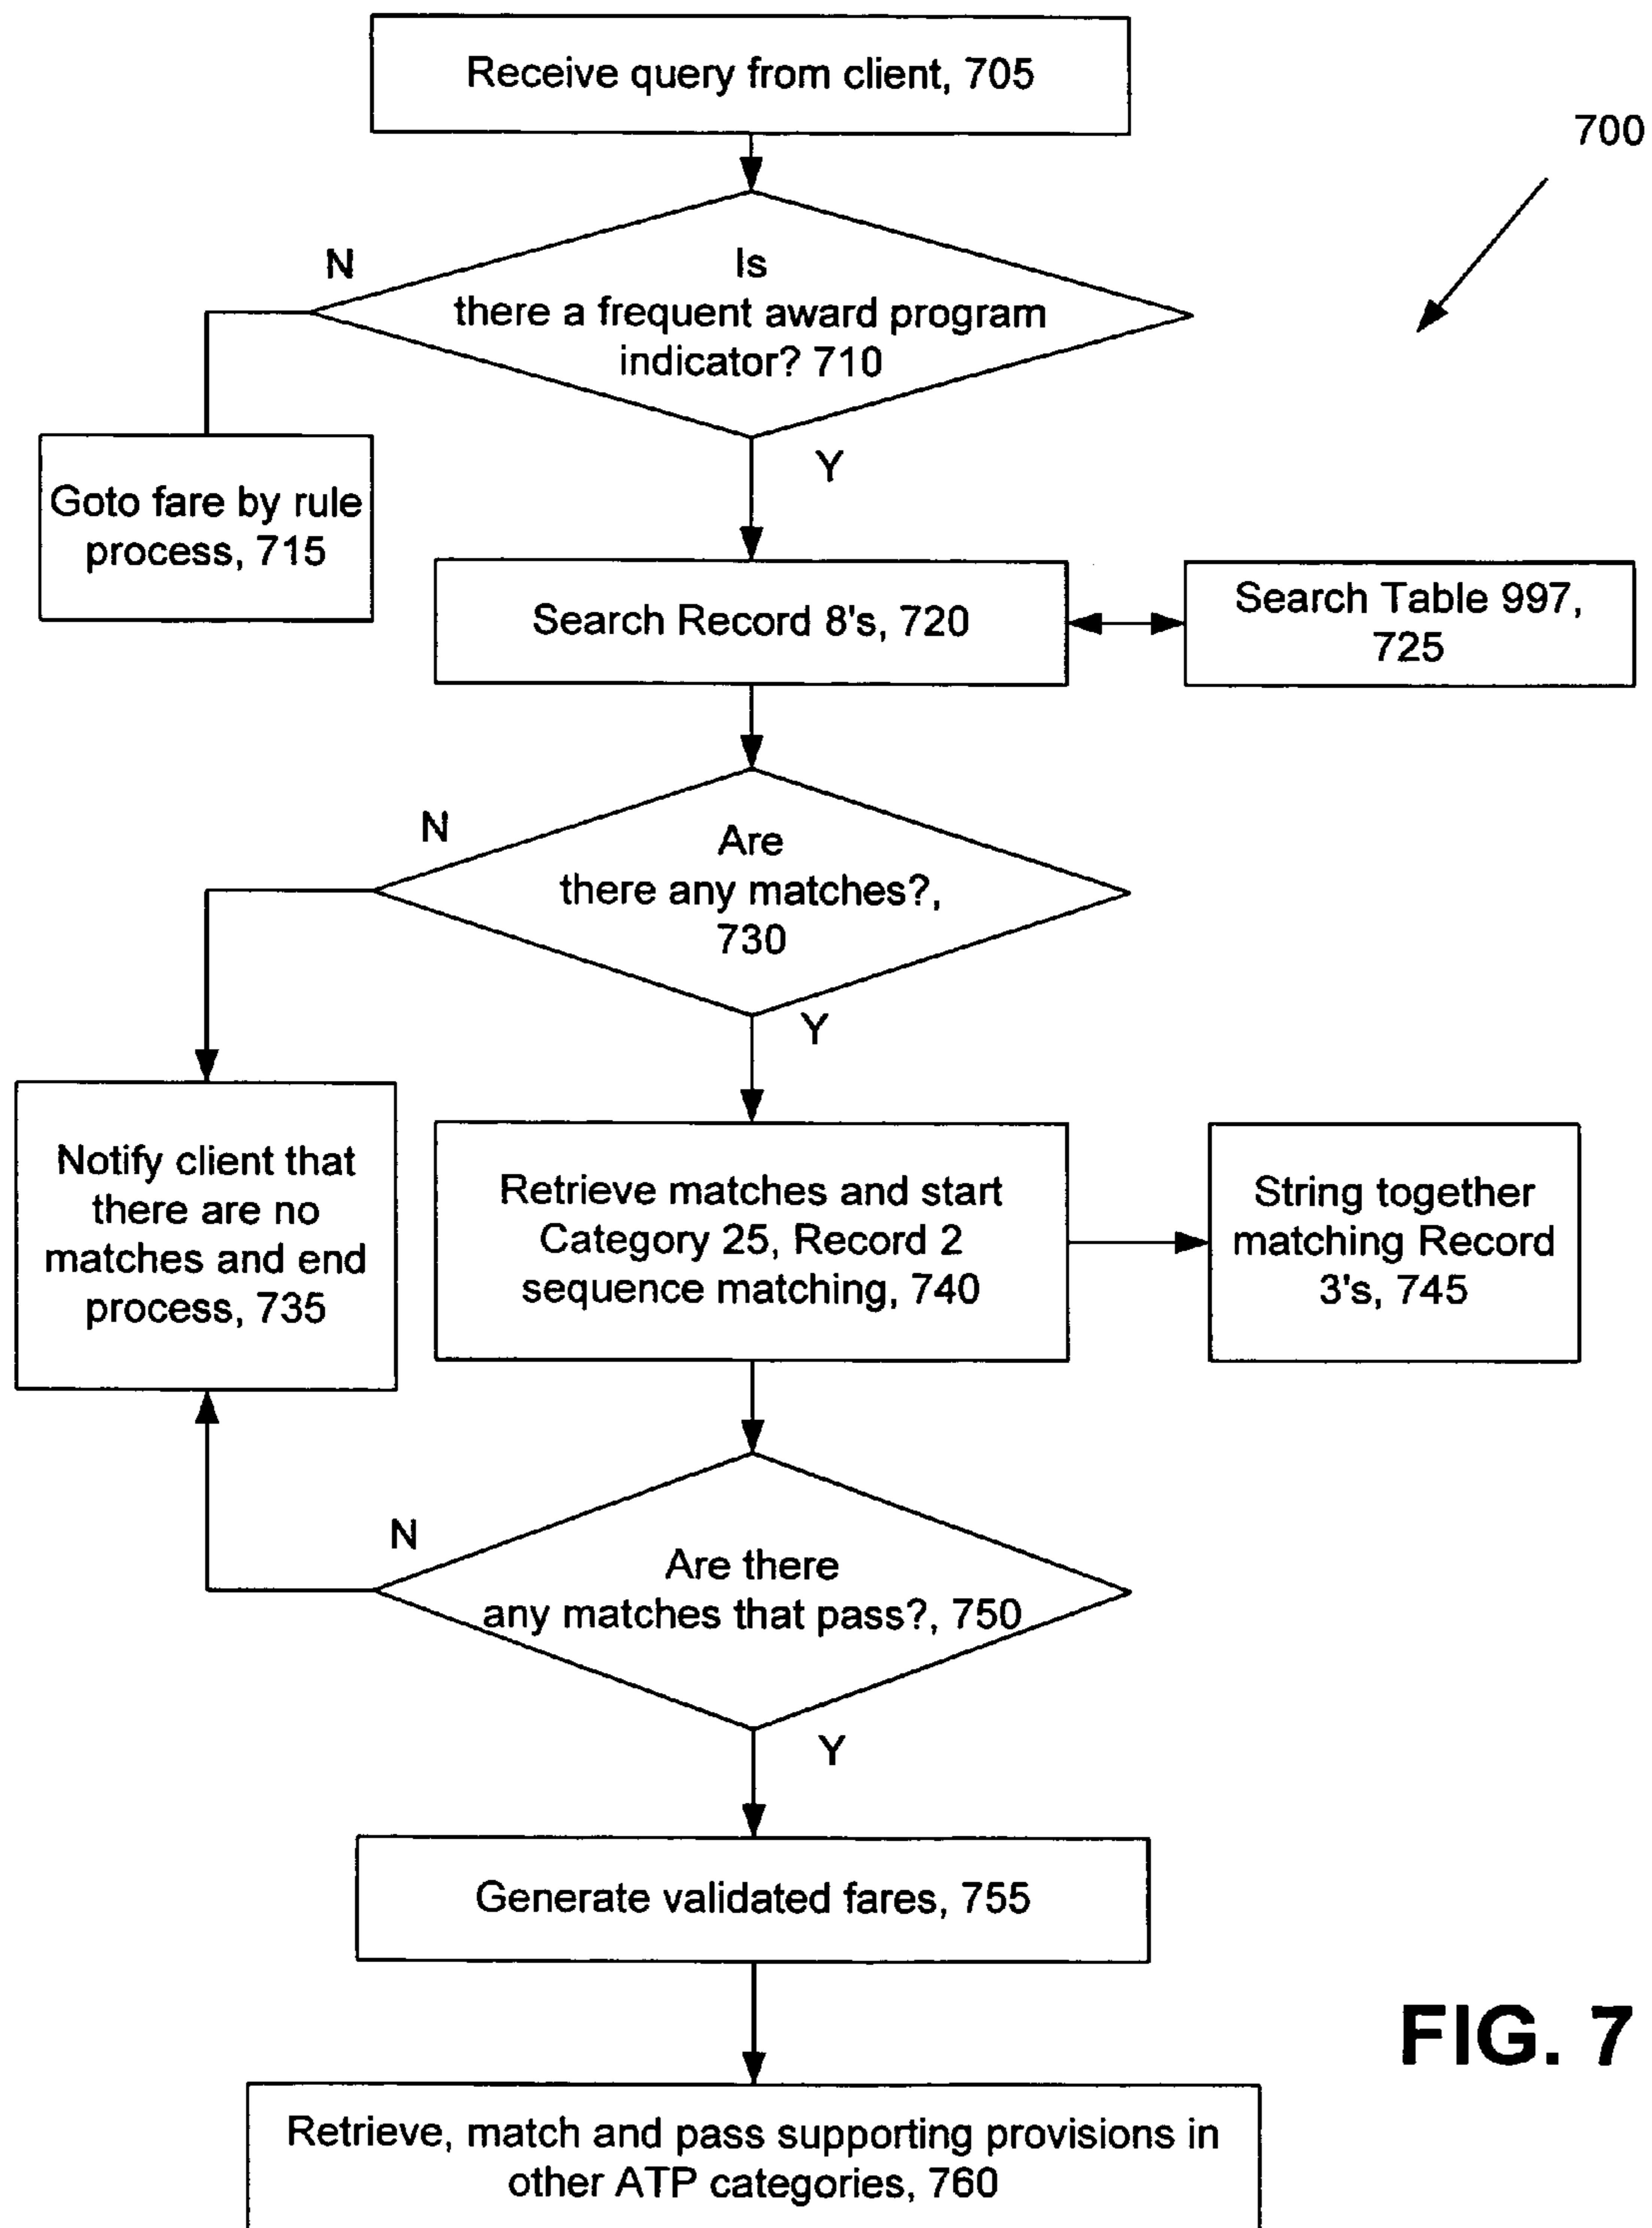 Receive query from client, 705
700
N
Is
there a frequent award program
indicator? 710
Y
Goto fare by rule
process, 715
Search Record 8's, 720
Search Table 997,
725
N
Are
there any matches?,
730
Y
Notify client that
there are no
matches and end
process, 735
Retrieve matches and start
Category 25, Record 2
sequence matching, 740
String together
matching Record
3's, 745
N
Are there
any matches that pass?, 750
Y
Generate validated fares, 755
FIG. 7
Retrieve, match and pass supporting provisions in
other ATP categories, 760